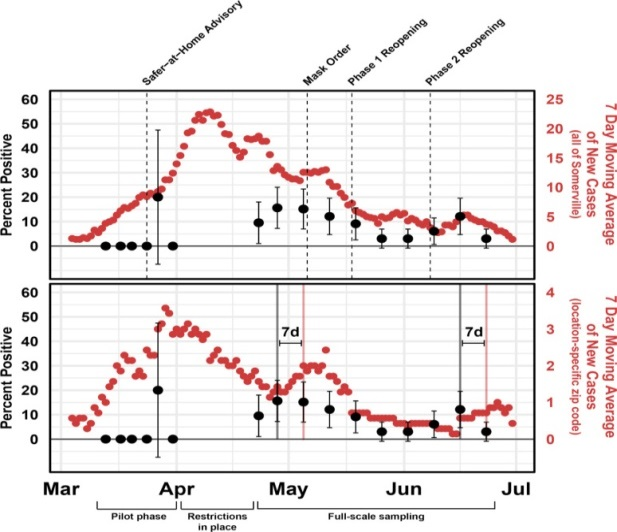 Safer-at-Home Advisory
Mask Order
Phase 1 Reopening
Phase 2 Reopening
Percent Positive
60
50
40
30
20
10
0
25
20
15
10
5
0
7 Day Moving Average
of New Cases
(all of Somerville)
Percent Positive
60
50
40
30
20
10
0
7d
7d
4
3
2
1
0
7 Day Moving Average
of New Cases
(location-specific zip code)
Mar Apr May Jun Jul
Pilot phase
Restrictions
in place
Full-scale sampling